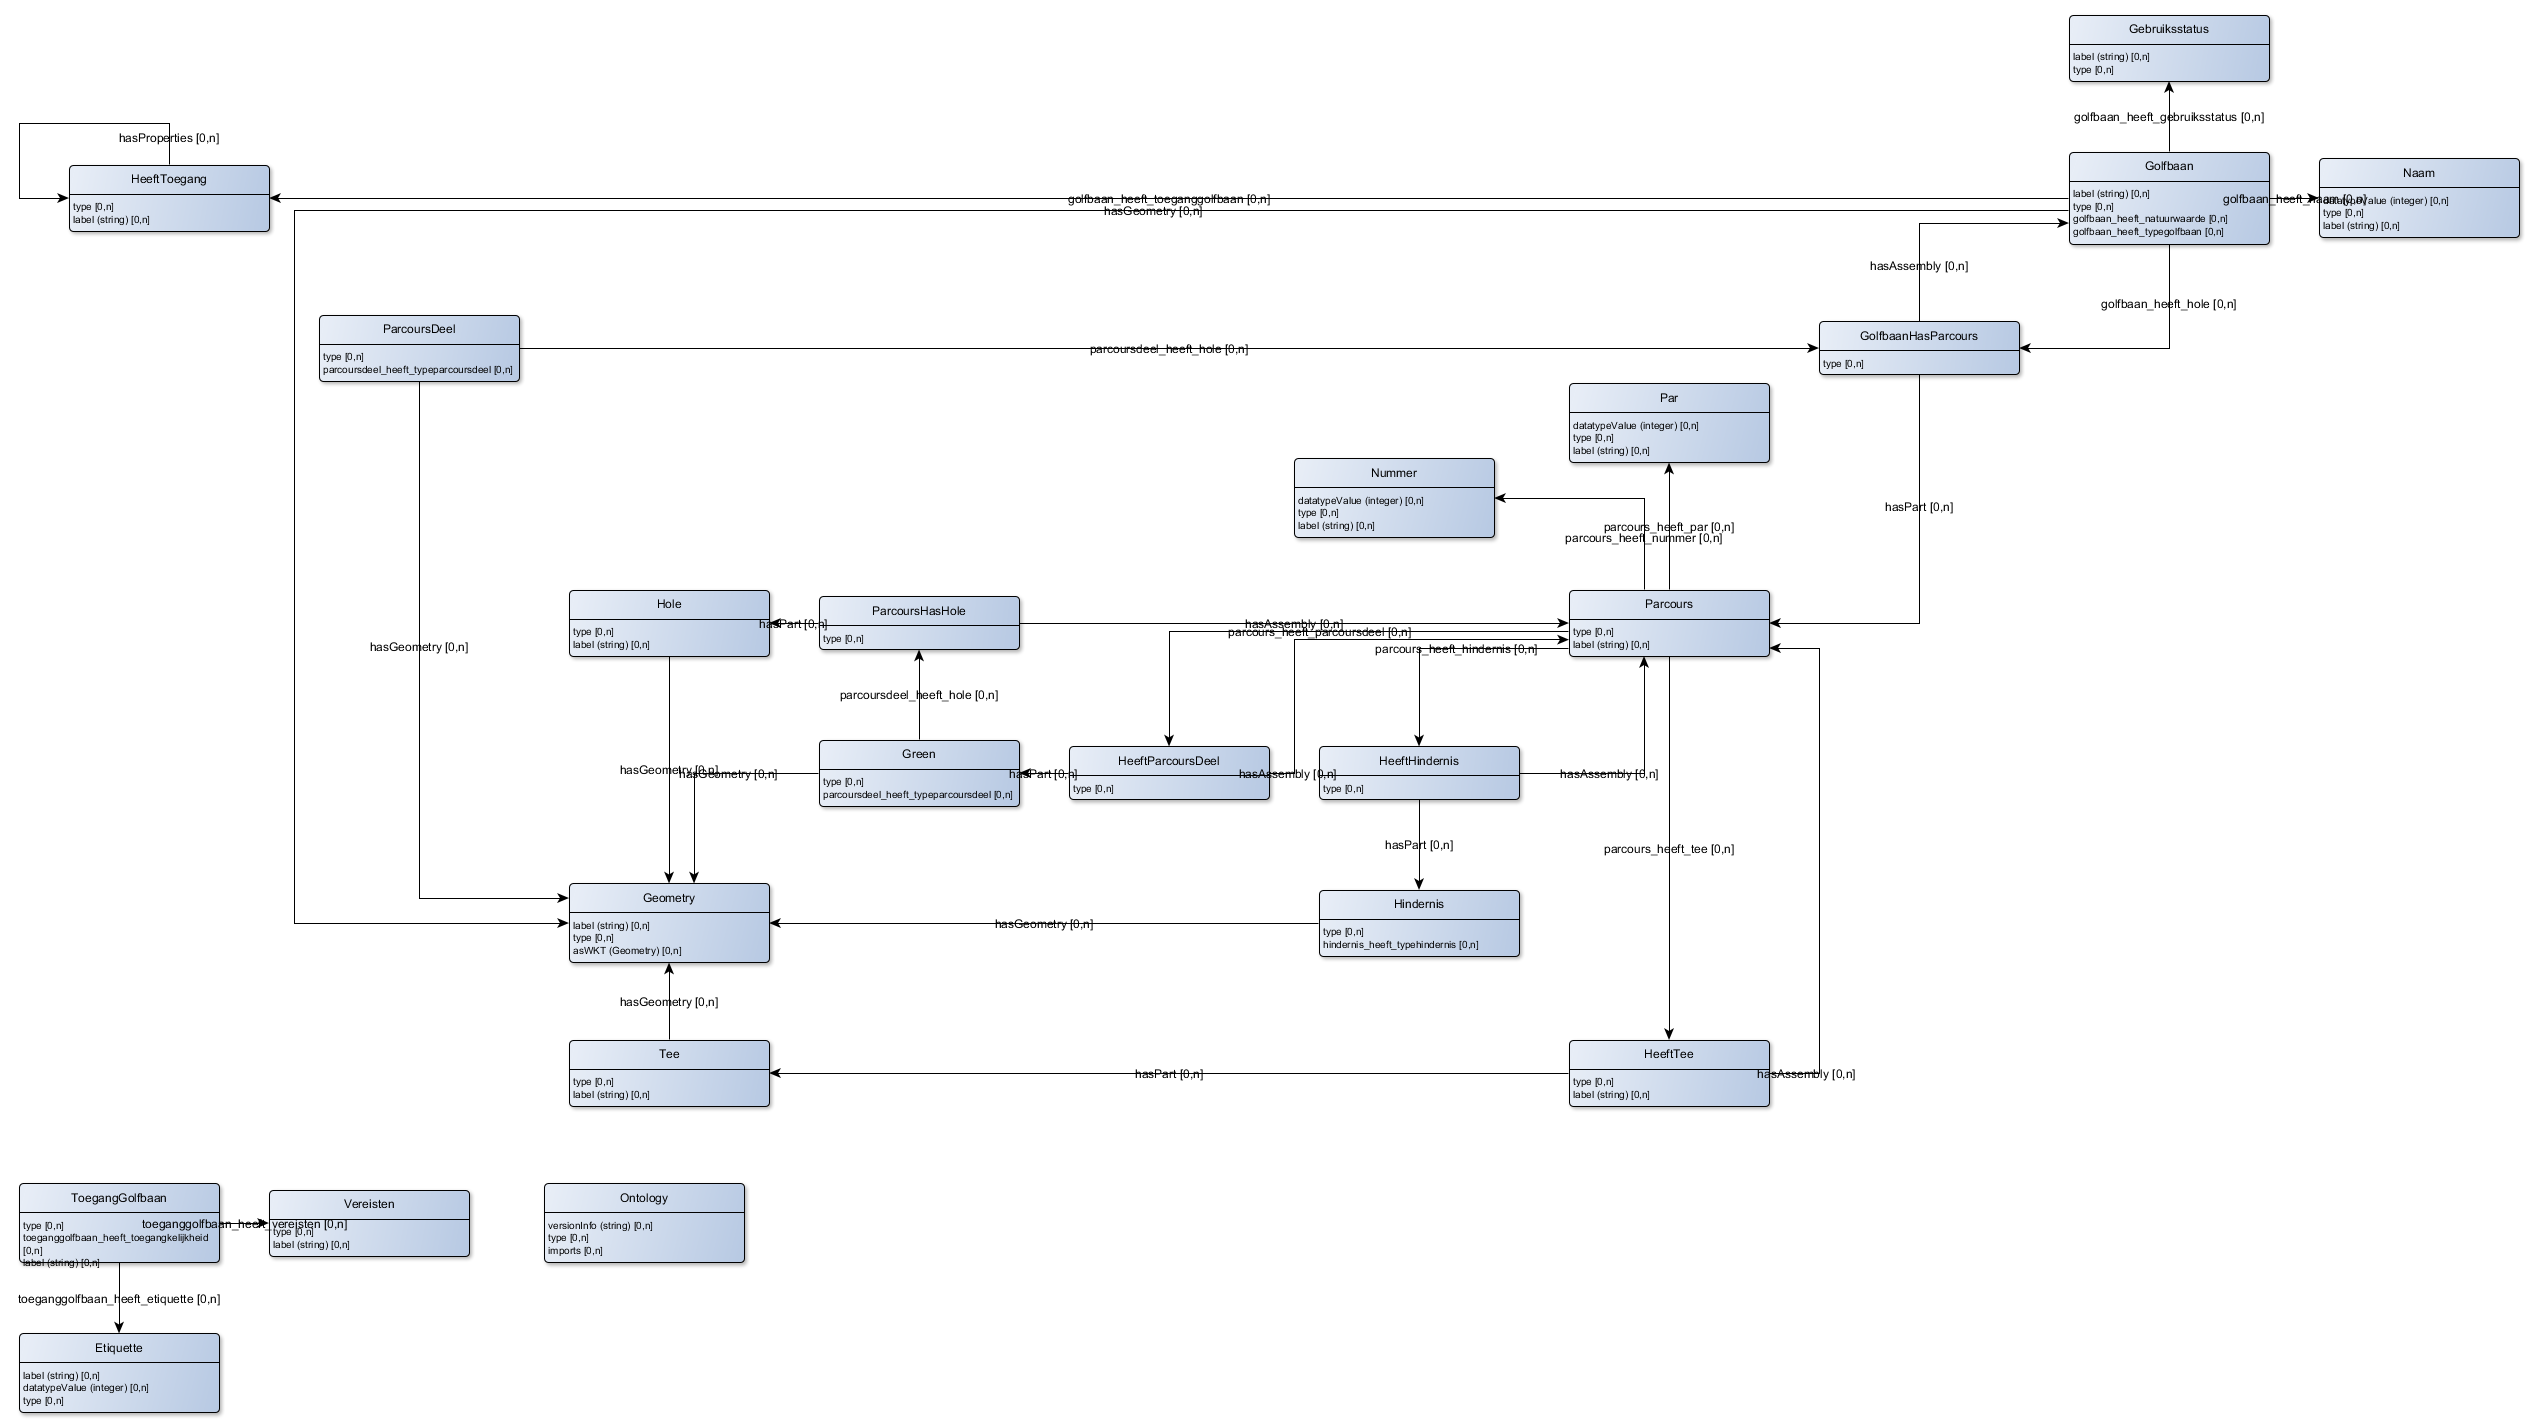 Gebruiksstatus
label (string) [0,n]
type [0,n]
golfbaan_heeft_gebruiksstatus [0,n]
hasProperties [0,n]
HeeftToegang
type [0,n]
label (string) [0,n]
Golfbaan
label (string) [0,n]
type [0,n]
golfbaan_heeft_natuurwaarde [0,n]
golfbaan_heeft_typegolfbaan [0,n]
golfbaan_heeft_naam [0,n]
Naam
datatypeValue (integer) [0,n]
type [0,n]
label (string) [0,n]
golfbaan_heeft_toeganggolfbaan [0,n]
hasGeometry [0,n]
hasAssembly [0,n]
golfbaan_heeft_hole [0,n]
ParcoursDeel
type [0,n]
parcoursdeel_heeft_typeparcoursdeel [0,n]
parcoursdeel_heeft_hole [0,n]
GolfbaanHasParcours
type [0,n]
Par
datatypeValue (integer) [0,n]
type [0,n]
label (string) [0,n]
Nummer
datatypeValue (integer) [0,n]
type [0,n]
label (string) [0,n]
hasPart [0,n]
parcours_heeft_par [0,n]
parcours_heeft_nummer [0,n]
Hole
type [0,n]
label (string) [0,n]
hasPart [0,n]
ParcoursHasHole
type [0,n]
hasAssembly [0,n]
parcours_heeft_parcoursdeel [0,n]
parcours_heeft_hindernis [0,n]
Parcours
type [0,n]
label (string) [0,n]
hasGeometry [0,n]
parcoursdeel_heeft_hole [0,n]
Green
type [0,n]
parcoursdeel_heeft_typeparcoursdeel [0,n]
hasGeometry [0,n]
hasGeometry [0,n]
hasPart [0,n]
HeeftParcoursDeel
type [0,n]
hasAssembly [0,n]
HeeftHindernis
type [0,n]
hasAssembly [0,n]
hasPart [0,n]
parcours_heeft_tee [0,n]
Geometry
label (string) [0,n]
type [0,n]
asWKT (Geometry) [0,n]
hasGeometry [0,n]
Hindernis
type [0,n]
hindernis_heeft_typehindernis [0,n]
hasGeometry [0,n]
Tee
type [0,n]
label (string) [0,n]
hasPart [0,n]
HeeftTee
type [0,n]
label (string) [0,n]
hasAssembly [0,n]
ToegangGolfbaan
type [0,n]
toeganggolfbaan_heeft_toegangkelijkheid
[0,n]
label (string) [0,n]
toeganggolfbaan_heeft_vereisten [0,n]
Vereisten
type [0,n]
label (string) [0,n]
Ontology
versionInfo (string) [0,n]
type [0,n]
imports [0,n]
toeganggolfbaan_heeft_etiquette [0,n]
Etiquette
label (string) [0,n]
datatypeValue (integer) [0,n]
type [0,n]